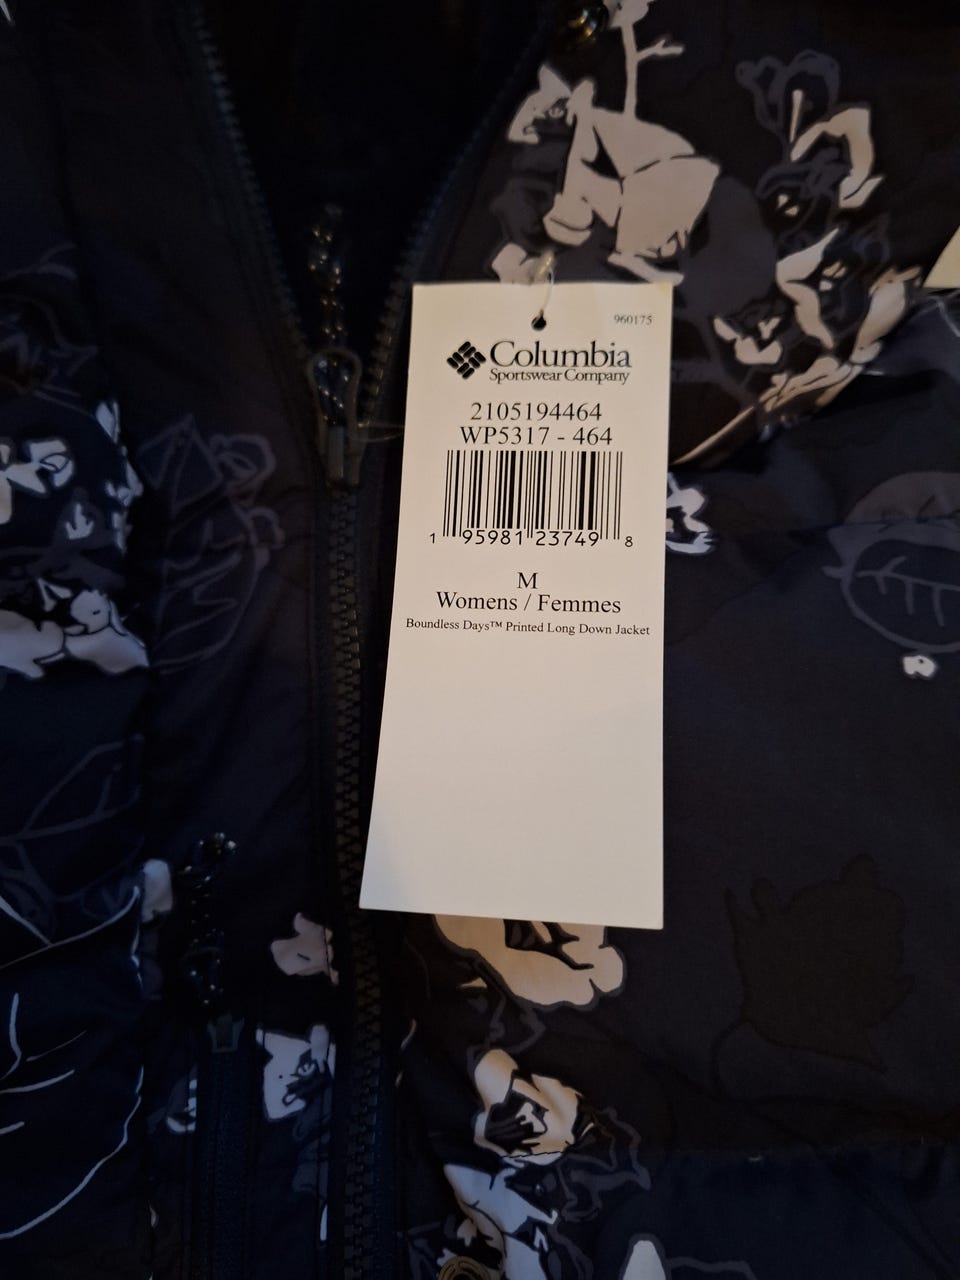 960175
Columbia
Sportswear Company
2105194464
WP5317 - 464
1 95981 23749 8
M
Womens / Femmes
Boundless Days™ Printed Long Down Jacket